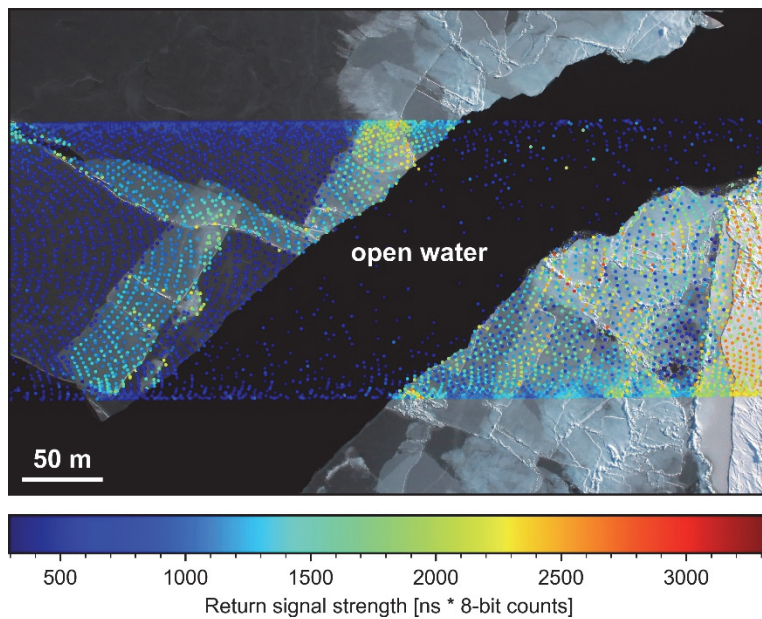 open water
50 m
500 1000 1500 2000 2500 3000
Return signal strength [ns * 8-bit counts]